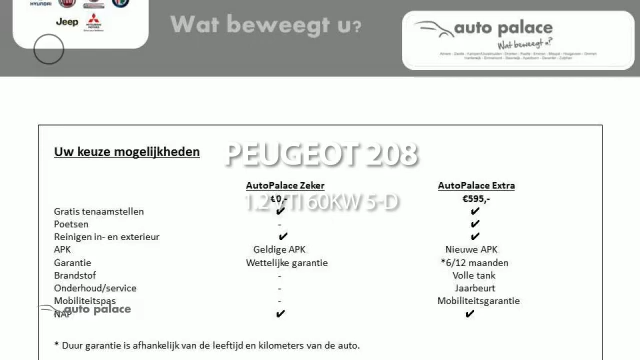 HYUNDAI
Jeep
MITSUBISHI
Wat beweegt u?
auto palace
Wat beweegt u?
Uw keuze mogelijkheden
PEUGEOT 208
AutoPalace Zeker AutoPalace Extra
€0,- €595,-
1.2 VTI 60KW 5-D
Gratis tenaamstellen ✔ ✔
Poetsen - ✔
Reinigen in- en exterieur ✔ ✔
APK Geldige APK Nieuwe APK
Garantie Wettelijke garantie *6/12 maanden
Brandstof - Volle tank
Onderhoud/service - Jaarbeurt
Mobiliteitspas - Mobiliteitsgarantie
auto palace
NAP ✔ ✔
* Duur garantie is afhankelijk van de leeftijd en kilometers van de auto.